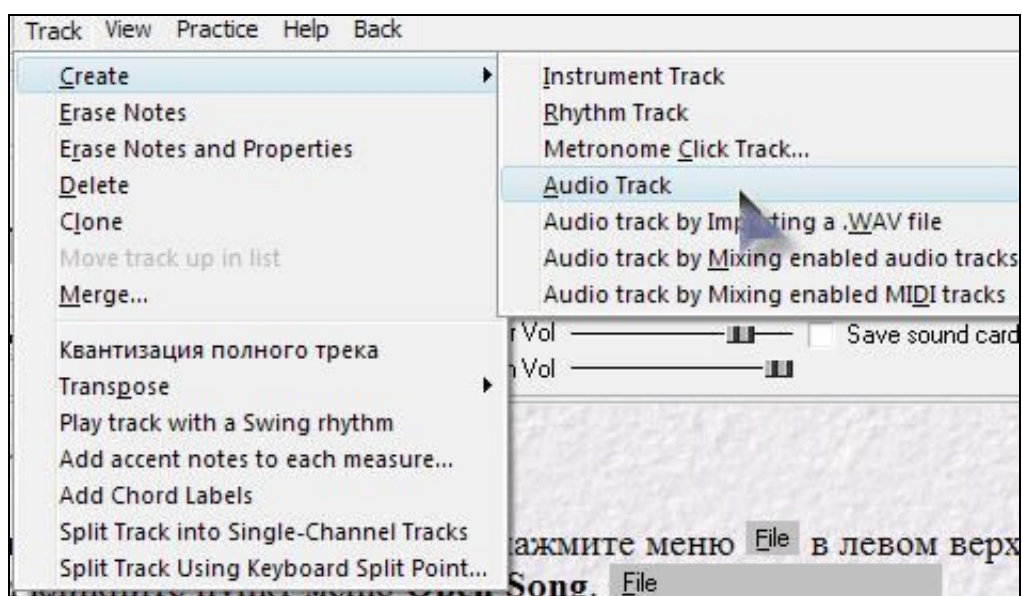 Track View Practice Help Back
Create
Erase Notes
Erase Notes and Properties
Delete
Clone
Move track up in list
Merge...
Квантизация полного трека
Transpose
Play track with a Swing rhythm
Add accent notes to each measure...
Add Chord Labels
Split Track into Single-Channel Tracks
Split Track Using Keyboard Split Point...
Instrument Track
Rhythm Track
Metronome Click Track...
Audio Track
Audio track by Importing a .WAV file
Audio track by Mixing enabled audio tracks
Audio track by Mixing enabled MIDI tracks
r Vol Save sound card
n Vol
ажмите меню File в левом верх
Song. File